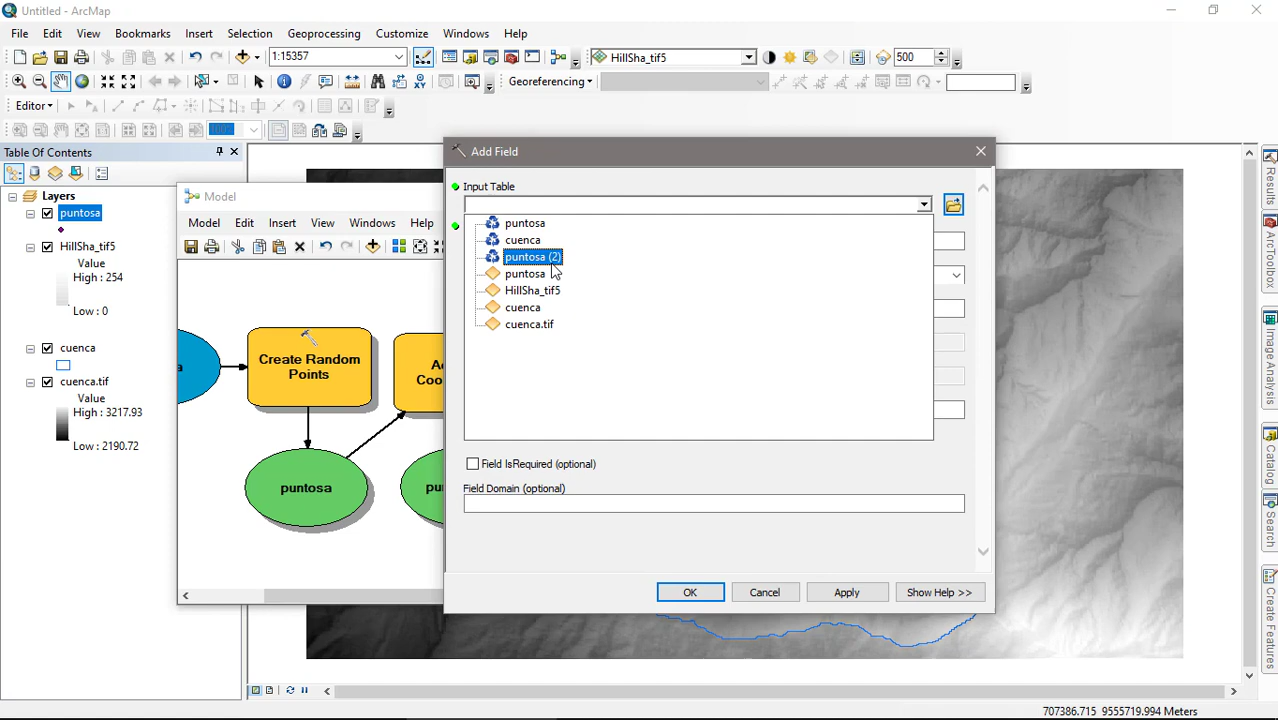 Untitled - ArcMap
File Edit View Bookmarks Insert Selection Geoprocessing Customize Windows Help
1:15357 HillSha_tif5 500
Georeferencing
Editor
100%
Table Of Contents
Layers
puntosa
HillSha_tif5
Value
High : 254
Low : 0
cuenca
cuenca.tif
High : 3217.93
Low : 2190.72
Model
Model Edit Insert View Windows Help
Create Random
Points
puntosa
Add Field
Input Table
puntosa
cuenca
puntosa (2)
puntosa
HillSha_tif5
cuenca
cuenca.tif
Field IsRequired (optional)
Field Domain (optional)
OK Cancel Apply Show Help >>
Results
ArcToolbox
Image Analysis
Catalog
Search
Create Features
707386.715 9555719.994 Meters